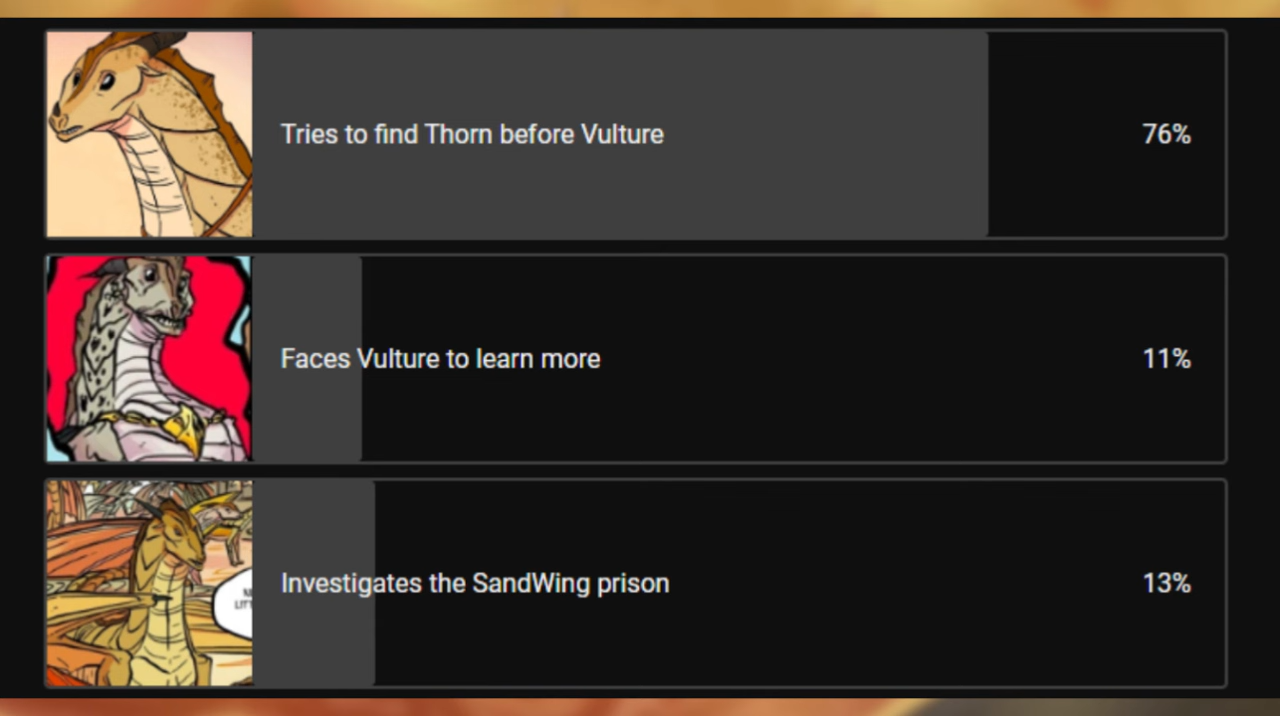 Tries to find Thorn before Vulture 76%
Faces Vulture to learn more 11%
Investigates the SandWing prison 13%